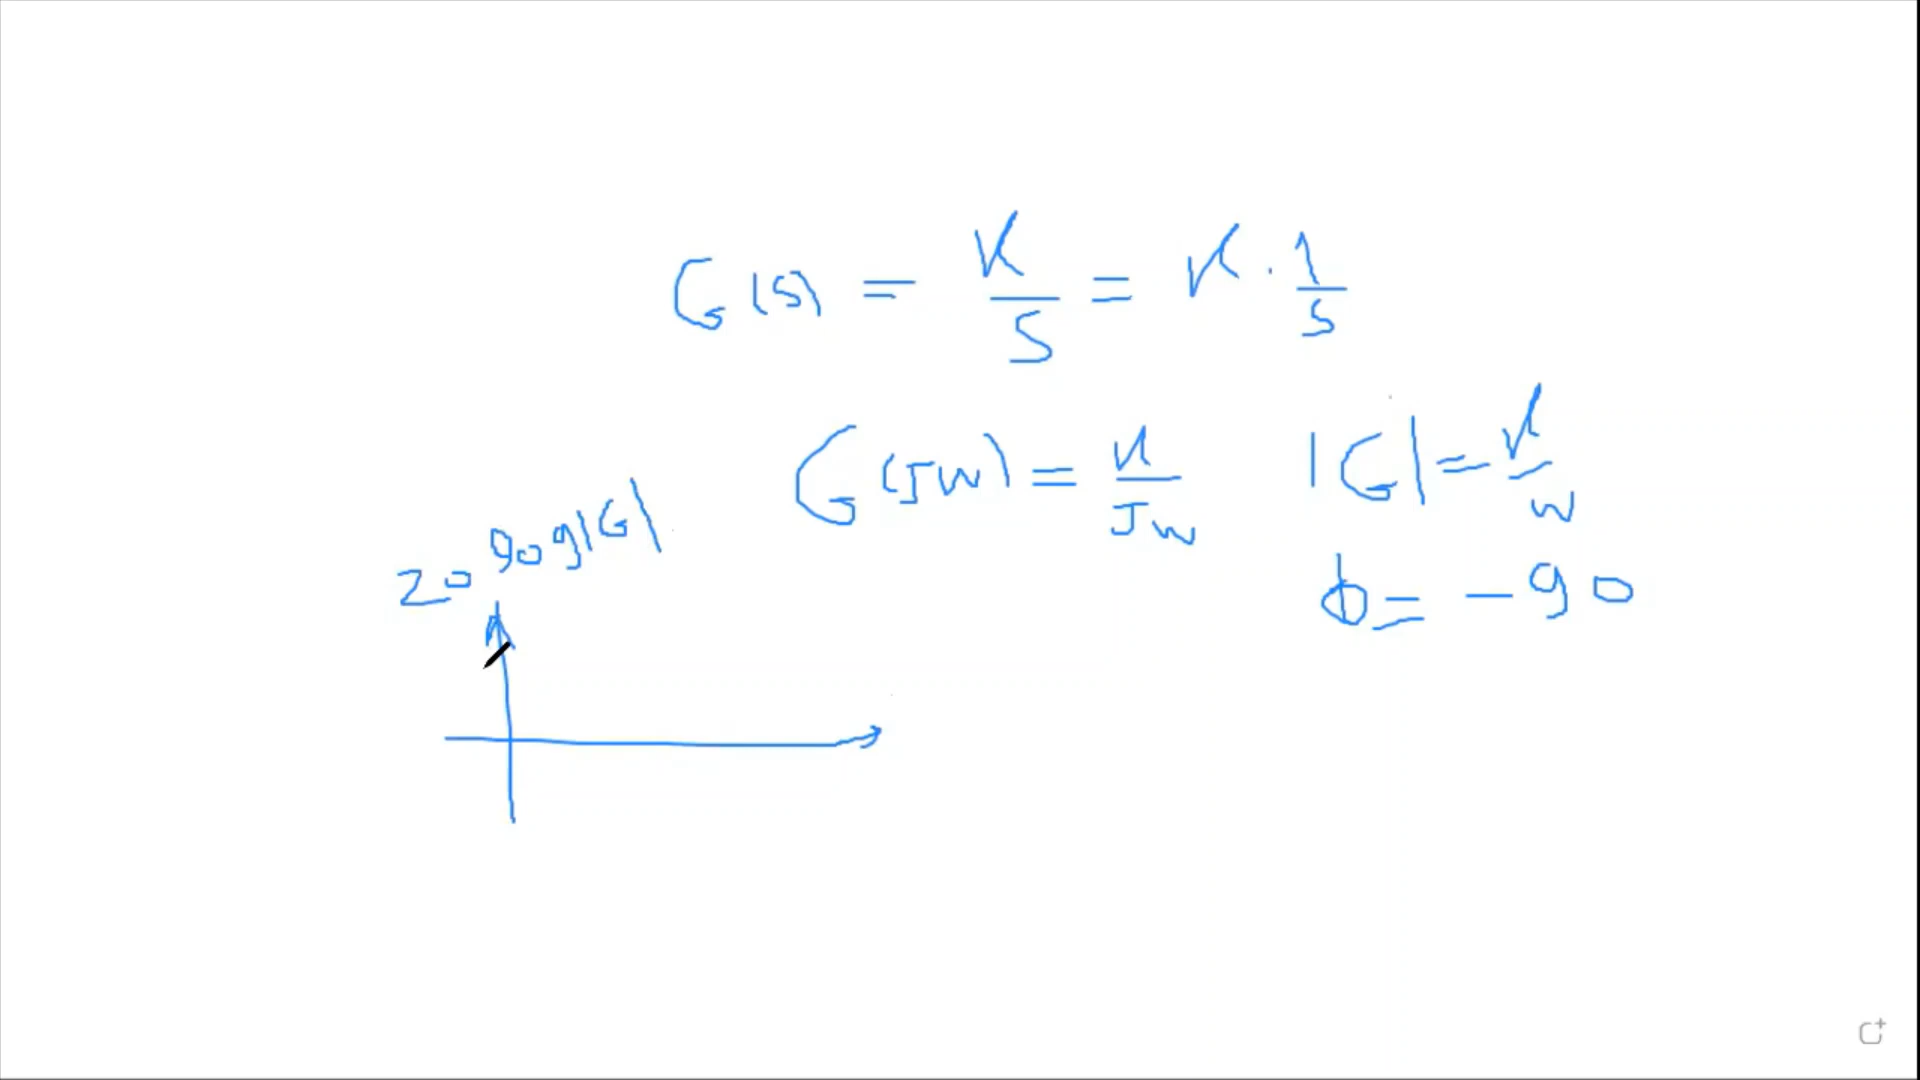 G(s) = K/s = K · 1/s
G(jw) = K/jw |G| = K/w
20 log|G|
ϕ = -90